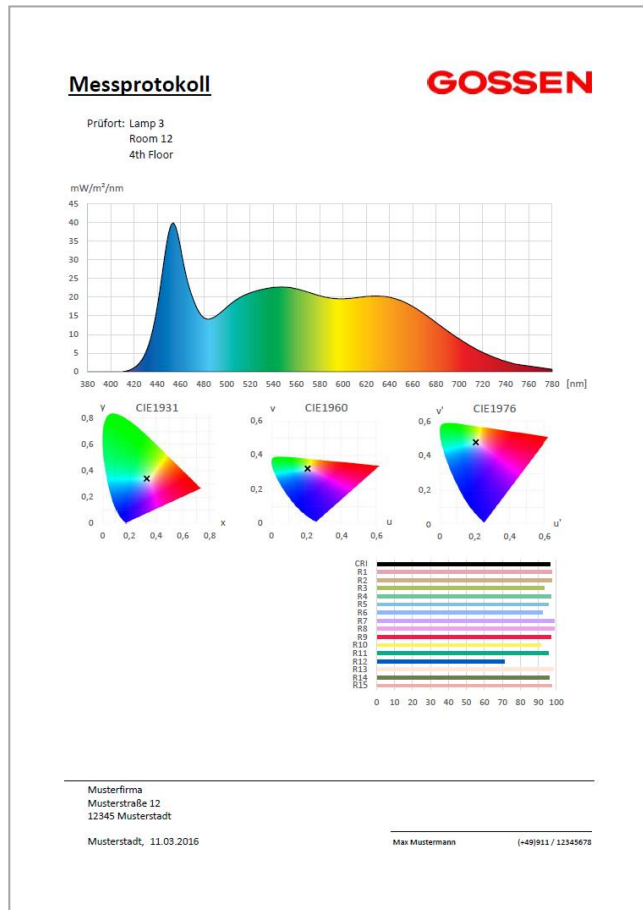 Messprotokoll
GOSSEN
Prüfort: Lamp 3
Room 12
4th Floor
mW/m²/nm
45
40
35
30
25
20
15
10
5
0
380 400 420 440 460 480 500 520 540 560 580 600 620 640 660 680 700 720 740 760 780 [nm]
y CIE1931
0,8
0,6
0,4
0,2
0
0 0,2 0,4 0,6 0,8
x
v CIE1960
0,6
0,4
0,2
0
0 0,2 0,4 0,6
u
v' CIE1976
0,6
0,4
0,2
0
0 0,2 0,4 0,6
u'
CRI
R1
R2
R3
R4
R5
R6
R7
R8
R9
R10
R11
R12
R13
R14
R15
0 10 20 30 40 50 60 70 80 90 100
Musterfirma
Musterstraße 12
12345 Musterstadt
Musterstadt, 11.03.2016
Max Mustermann (+49)911 / 12345678